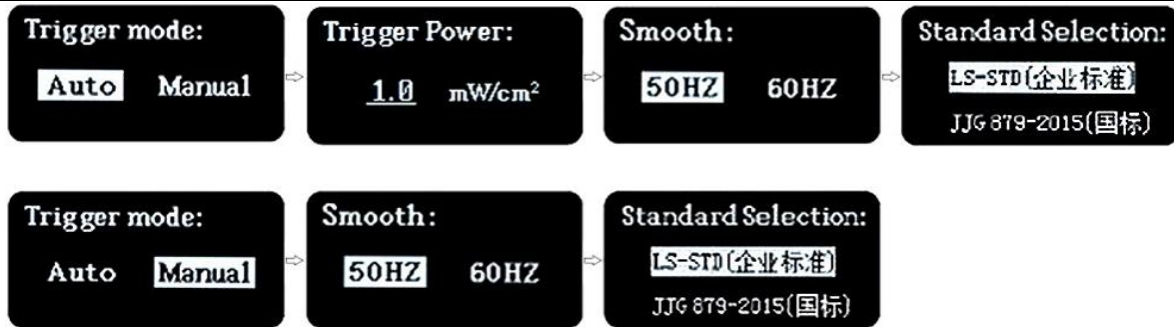 Trigger mode:
Auto Manual
Trigger Power:
1.0 mW/cm²
Smooth:
50HZ 60HZ
Standard Selection:
LS-STD(企业标准)
JJG 879-2015(国标)
Trigger mode:
Auto Manual
Smooth:
50HZ 60HZ
Standard Selection:
LS-STD(企业标准)
JJG 879-2015(国标)